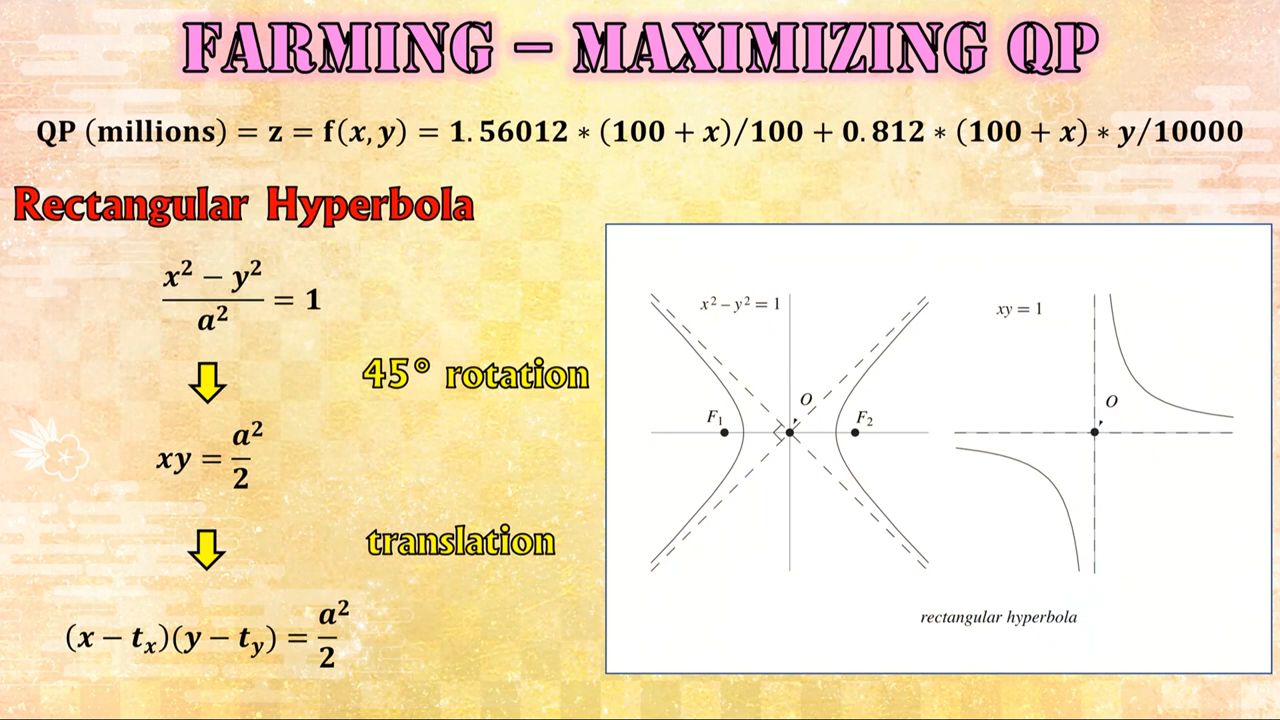 FARMING – MAXIMIZING QP
QP (millions) = z = f(x, y) = 1.56012 ∗ (100 + x)/100 + 0.812 ∗ (100 + x) ∗ y/10000
Rectangular Hyperbola
(x² − y²)/a² = 1
45° rotation
xy = a²/2
translation
(x − tₓ)(y − t_y) = a²/2
x² – y² = 1
xy = 1
O
F₁
F₂
O
rectangular hyperbola